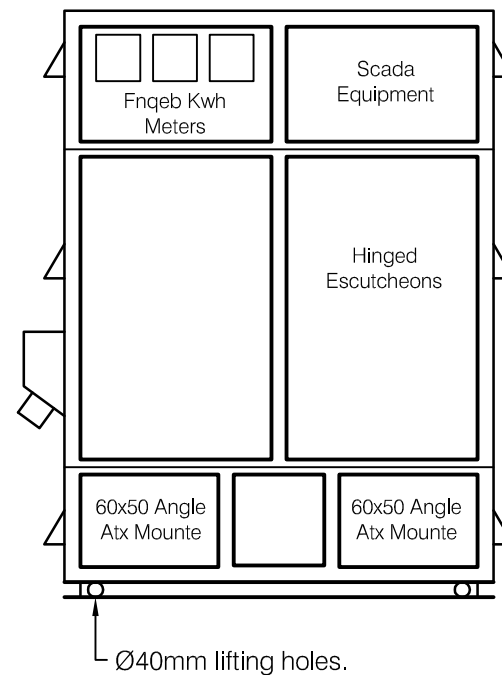 Fnqeb Kwh
Meters
Scada
Equipment
Hinged
Escutcheons
60x50 Angle
Atx Mounte
60x50 Angle
Atx Mounte
Ø40mm lifting holes.